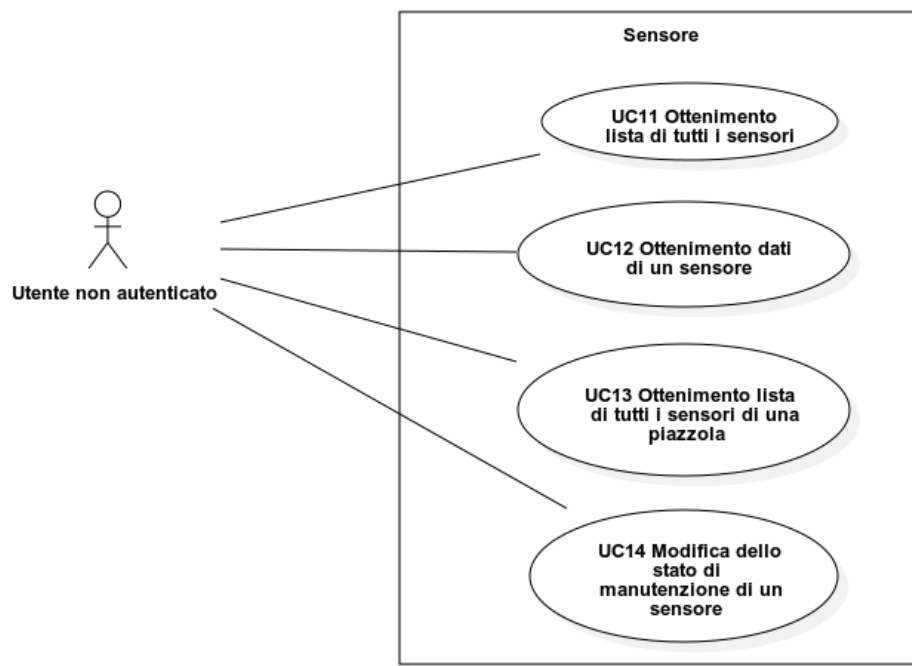 Sensore
UC11 Ottenimento
lista di tutti i sensori
UC12 Ottenimento dati
di un sensore
Utente non autenticato
UC13 Ottenimento lista
di tutti i sensori di una
piazzola
UC14 Modifica dello
stato di
manutenzione di un
sensore